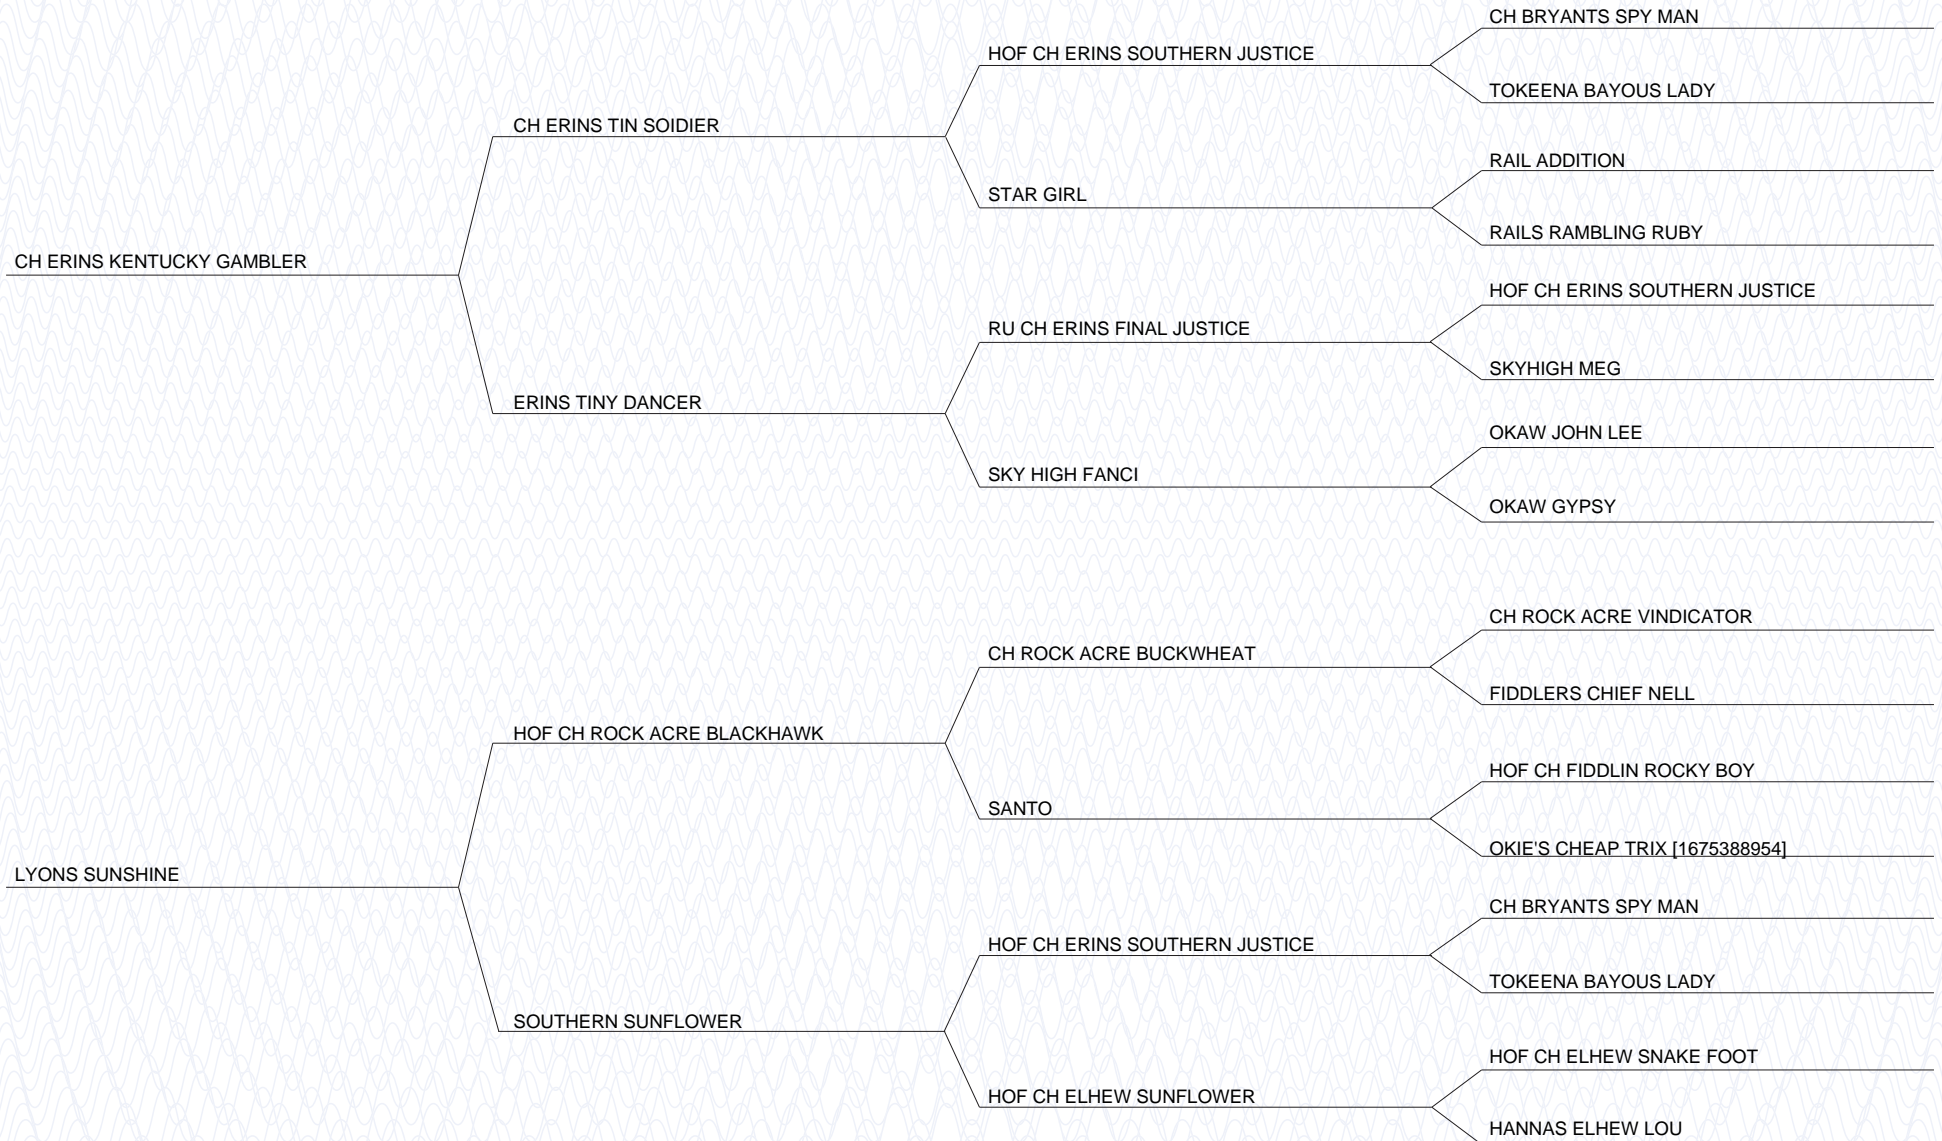 CH BRYANTS SPY MAN
HOF CH ERINS SOUTHERN JUSTICE
TOKEENA BAYOUS LADY
CH ERINS TIN SOIDIER
RAIL ADDITION
STAR GIRL
RAILS RAMBLING RUBY
CH ERINS KENTUCKY GAMBLER
HOF CH ERINS SOUTHERN JUSTICE
RU CH ERINS FINAL JUSTICE
SKYHIGH MEG
ERINS TINY DANCER
OKAW JOHN LEE
SKY HIGH FANCI
OKAW GYPSY
CH ROCK ACRE VINDICATOR
CH ROCK ACRE BUCKWHEAT
FIDDLERS CHIEF NELL
HOF CH ROCK ACRE BLACKHAWK
HOF CH FIDDLIN ROCKY BOY
SANTO
OKIE'S CHEAP TRIX [1675388954]
LYONS SUNSHINE
CH BRYANTS SPY MAN
HOF CH ERINS SOUTHERN JUSTICE
TOKEENA BAYOUS LADY
SOUTHERN SUNFLOWER
HOF CH ELHEW SNAKE FOOT
HOF CH ELHEW SUNFLOWER
HANNAS ELHEW LOU